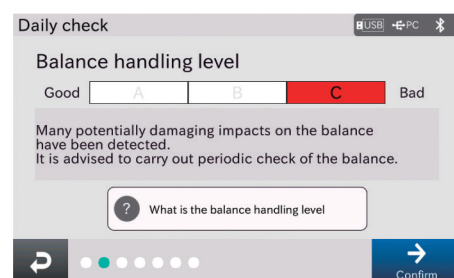 Daily check
USB PC
Balance handling level
Good A B C Bad
Many potentially damaging impacts on the balance
have been detected.
It is advised to carry out periodic check of the balance.
? What is the balance handling level
Confirm